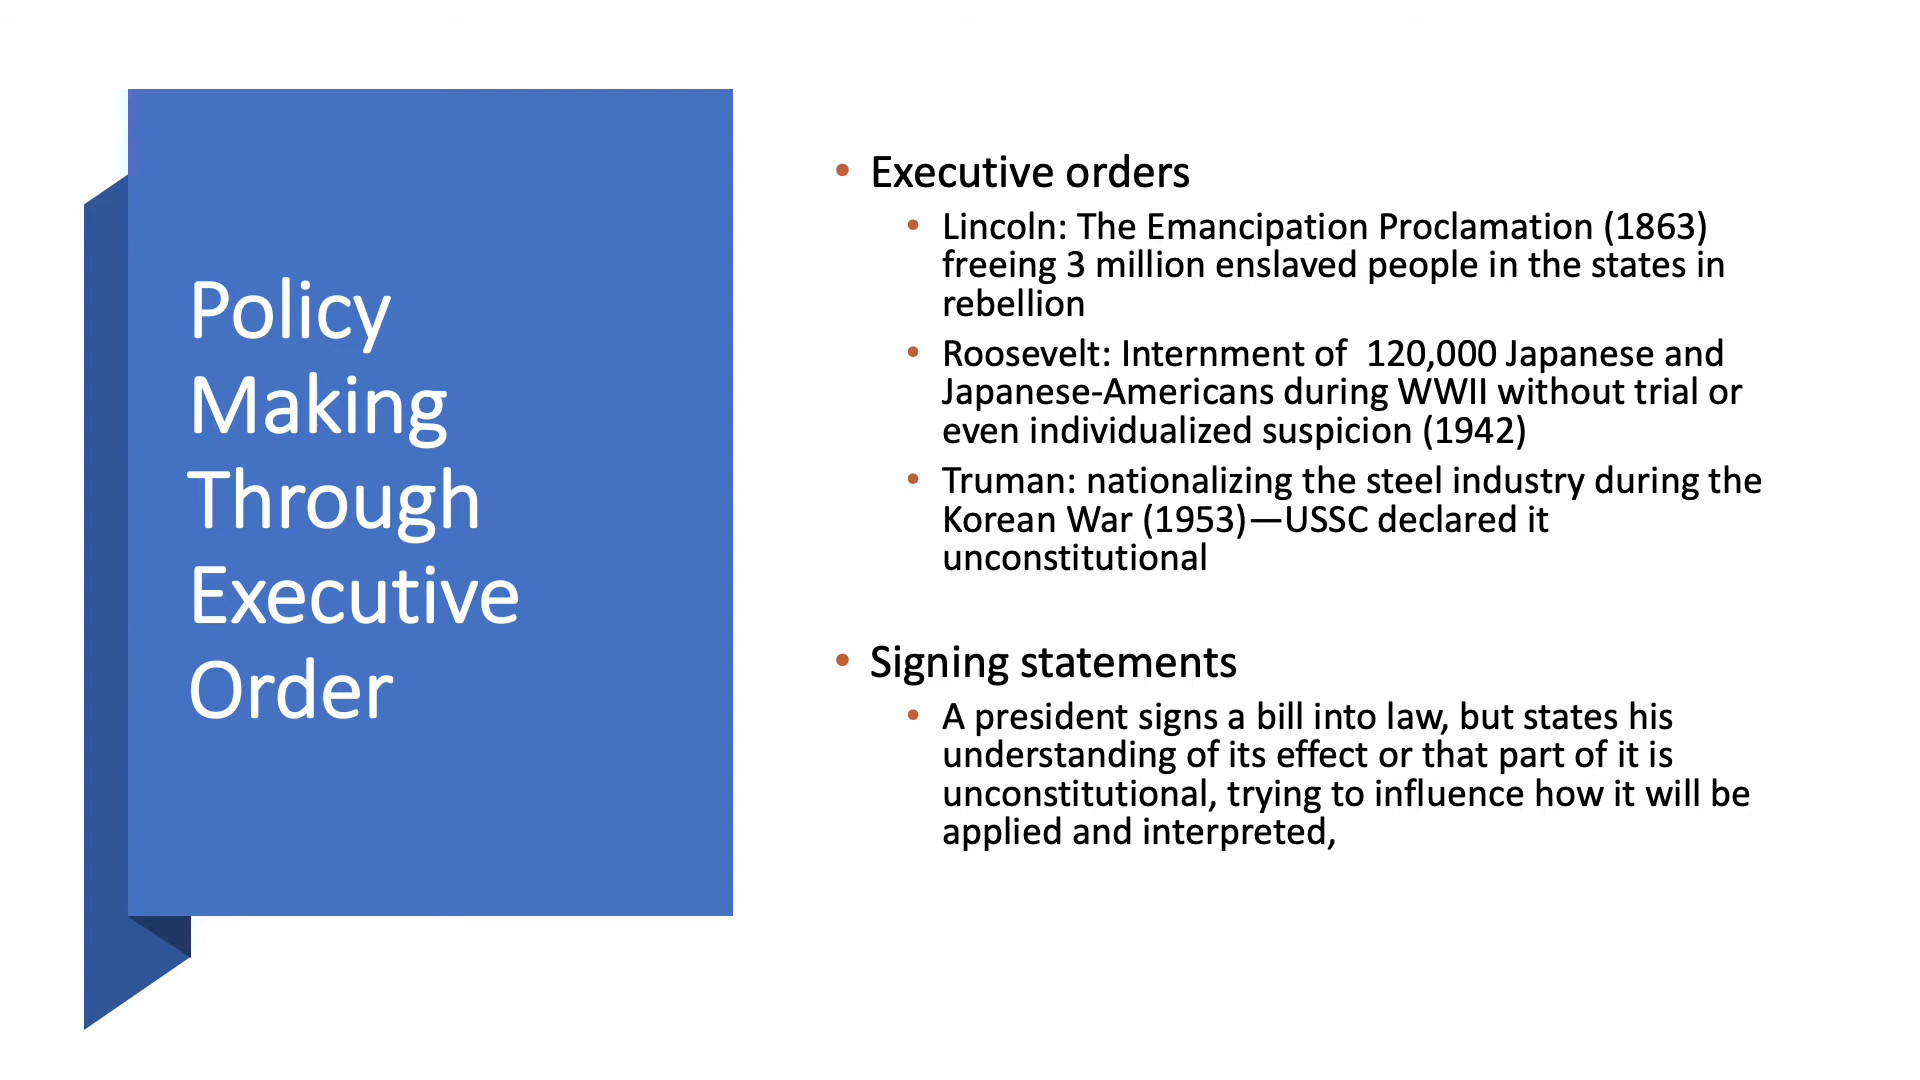 Policy
Making
Through
Executive
Order
• Executive orders
• Lincoln: The Emancipation Proclamation (1863)
freeing 3 million enslaved people in the states in
rebellion
• Roosevelt: Internment of  120,000 Japanese and
Japanese-Americans during WWII without trial or
even individualized suspicion (1942)
• Truman: nationalizing the steel industry during the
Korean War (1953)—USSC declared it
unconstitutional
• Signing statements
• A president signs a bill into law, but states his
understanding of its effect or that part of it is
unconstitutional, trying to influence how it will be
applied and interpreted,